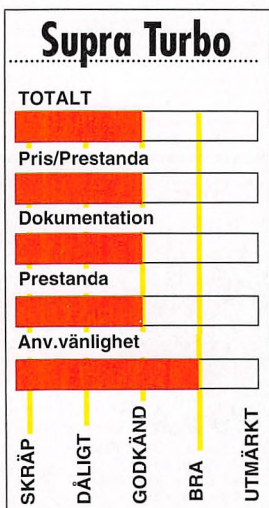 Supra Turbo
TOTALT
Pris/Prestanda
Dokumentation
Prestanda
Anv.vänlighet
SKRÄP
DÅLIGT
GODKÄND
BRA
UTMÄRKT